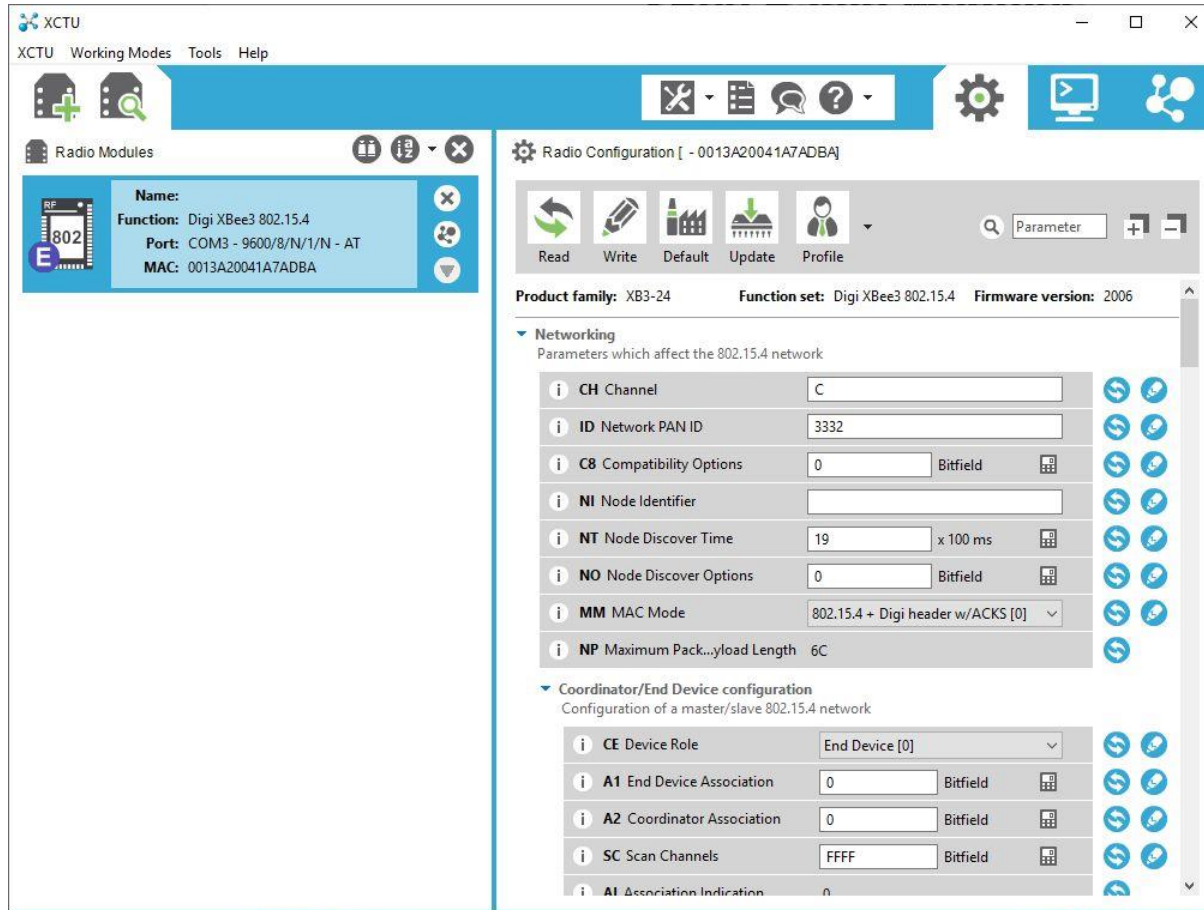 XCTU
XCTU Working Modes Tools Help
Radio Modules
Name:
Function: Digi XBee3 802.15.4
Port: COM3 - 9600/8/N/1/N - AT
MAC: 0013A20041A7ADBA
RF
802
E
Radio Configuration [ - 0013A20041A7ADBA]
Read Write Default Update Profile
Parameter
Product family: XB3-24 Function set: Digi XBee3 802.15.4 Firmware version: 2006
Networking
Parameters which affect the 802.15.4 network
i CH Channel C
i ID Network PAN ID 3332
i C8 Compatibility Options 0 Bitfield
i NI Node Identifier
i NT Node Discover Time 19 x 100 ms
i NO Node Discover Options 0 Bitfield
i MM MAC Mode 802.15.4 + Digi header w/ACKS [0]
i NP Maximum Pack...yload Length 6C
Coordinator/End Device configuration
Configuration of a master/slave 802.15.4 network
i CE Device Role End Device [0]
i A1 End Device Association 0 Bitfield
i A2 Coordinator Association 0 Bitfield
i SC Scan Channels FFFF Bitfield
i AI Association Indication 0